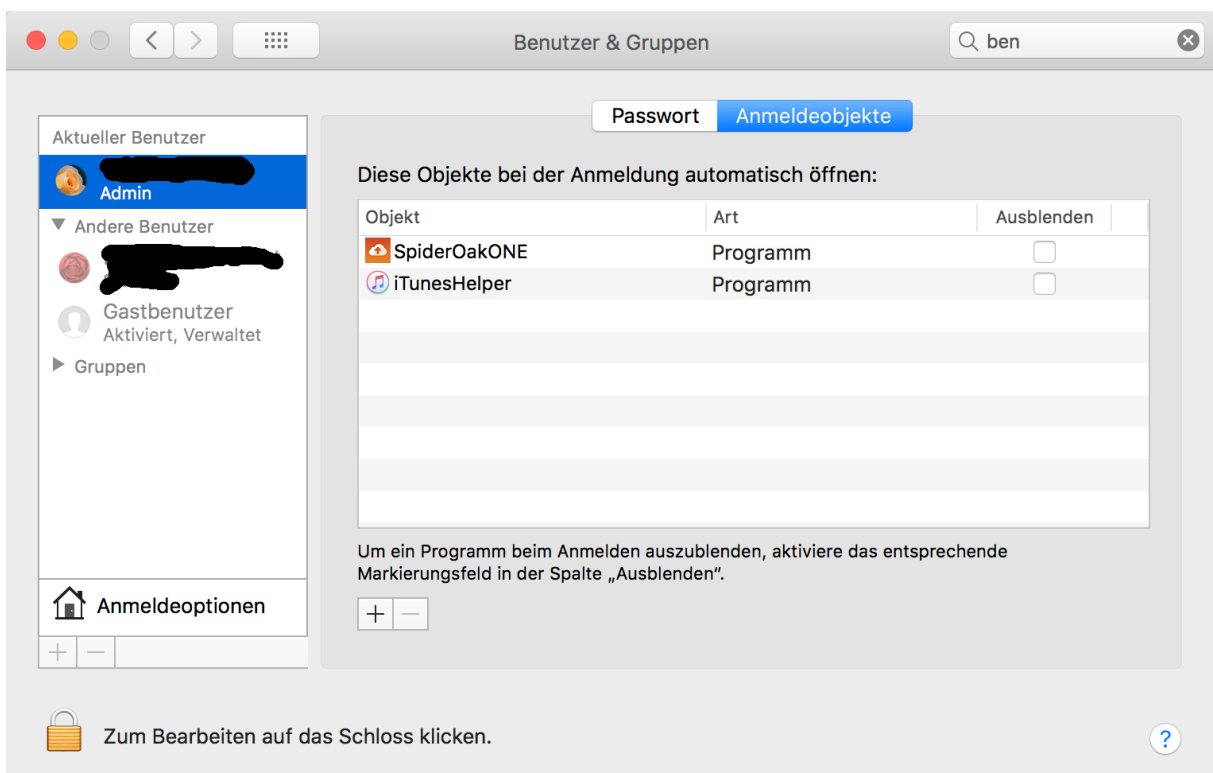 Benutzer & Gruppen
ben
Passwort
Anmeldeobjekte
Aktueller Benutzer
Admin
Andere Benutzer
Gastbenutzer
Aktiviert, Verwaltet
Gruppen
Anmeldeoptionen
Diese Objekte bei der Anmeldung automatisch öffnen:
Objekt Art Ausblenden
SpiderOakONE Programm
iTunesHelper Programm
Um ein Programm beim Anmelden auszublenden, aktiviere das entsprechende
Markierungsfeld in der Spalte „Ausblenden“.
Zum Bearbeiten auf das Schloss klicken.
?